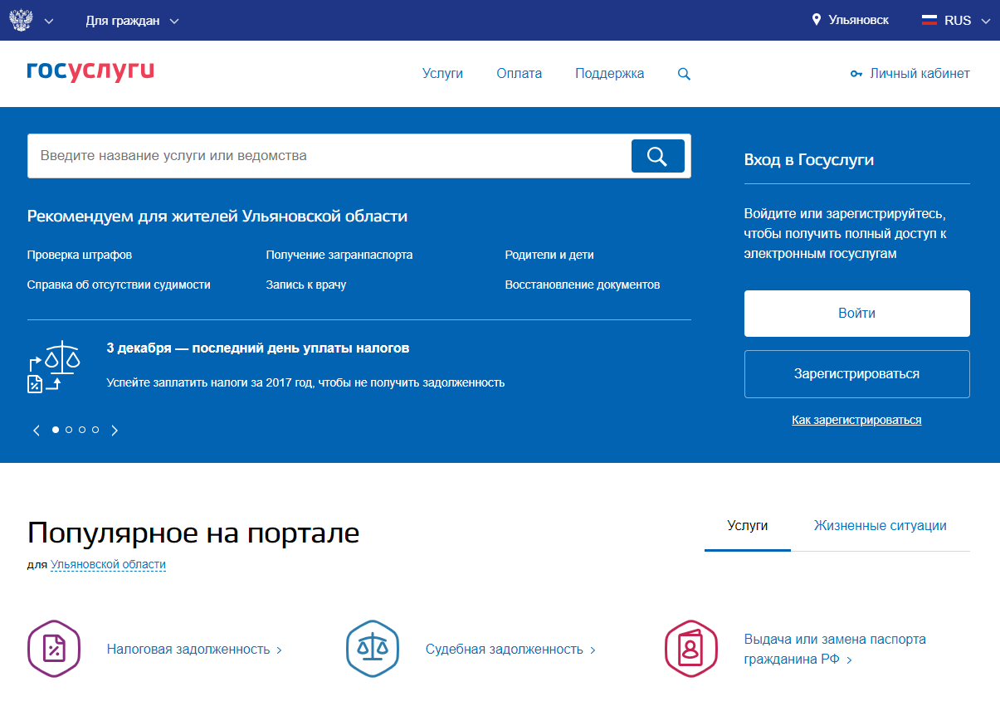 Для граждан
Ульяновск
RUS
госуслуги
Услуги
Оплата
Поддержка
Личный кабинет
Введите название услуги или ведомства
Рекомендуем для жителей Ульяновской области
Проверка штрафов
Получение загранпаспорта
Родители и дети
Справка об отсутствии судимости
Запись к врачу
Восстановление документов
3 декабря — последний день уплаты налогов
Успейте заплатить налоги за 2017 год, чтобы не получить задолженность
Вход в Госуслуги
Войдите или зарегистрируйтесь,
чтобы получить полный доступ к
электронным госуслугам
Войти
Зарегистрироваться
Как зарегистрироваться
Популярное на портале
для Ульяновской области
Услуги
Жизненные ситуации
Налоговая задолженность
Судебная задолженность
Выдача или замена паспорта
гражданина РФ